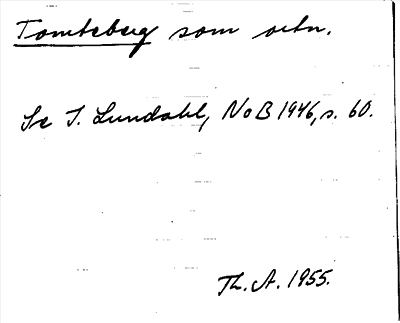 Tomteberg som ortn.
Se I. Lundahl, NoB 1946, s. 60.
Th. A. 1955.